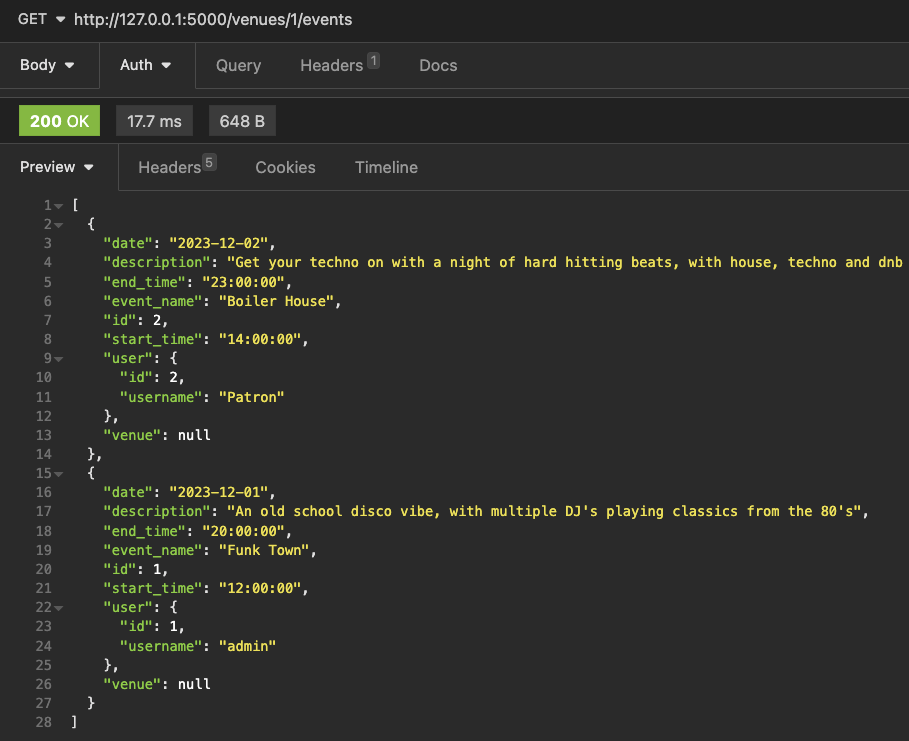 GET http://127.0.0.1:5000/venues/1/events
Body Auth Query Headers 1 Docs
200 OK 17.7 ms 648 B
Preview Headers 5 Cookies Timeline
1 [
2 {
3 "date": "2023-12-02",
4 "description": "Get your techno on with a night of hard hitting beats, with house, techno and dnb
5 "end_time": "23:00:00",
6 "event_name": "Boiler House",
7 "id": 2,
8 "start_time": "14:00:00",
9 "user": {
10 "id": 2,
11 "username": "Patron"
12 },
13 "venue": null
14 },
15 {
16 "date": "2023-12-01",
17 "description": "An old school disco vibe, with multiple DJ's playing classics from the 80's",
18 "end_time": "20:00:00",
19 "event_name": "Funk Town",
20 "id": 1,
21 "start_time": "12:00:00",
22 "user": {
23 "id": 1,
24 "username": "admin"
25 },
26 "venue": null
27 }
28 ]